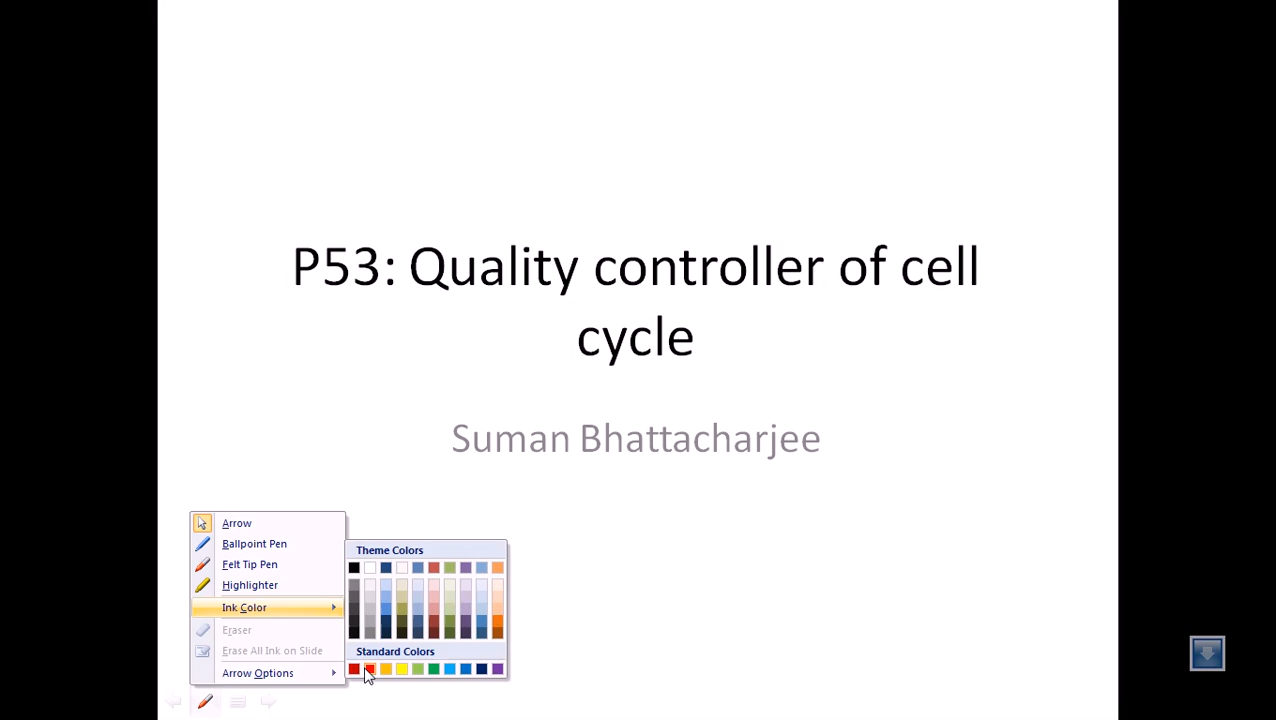 P53: Quality controller of cell
cycle
Suman Bhattacharjee
Arrow
Ballpoint Pen
Felt Tip Pen
Highlighter
Ink Color
Eraser
Erase All Ink on Slide
Arrow Options
Theme Colors
Standard Colors